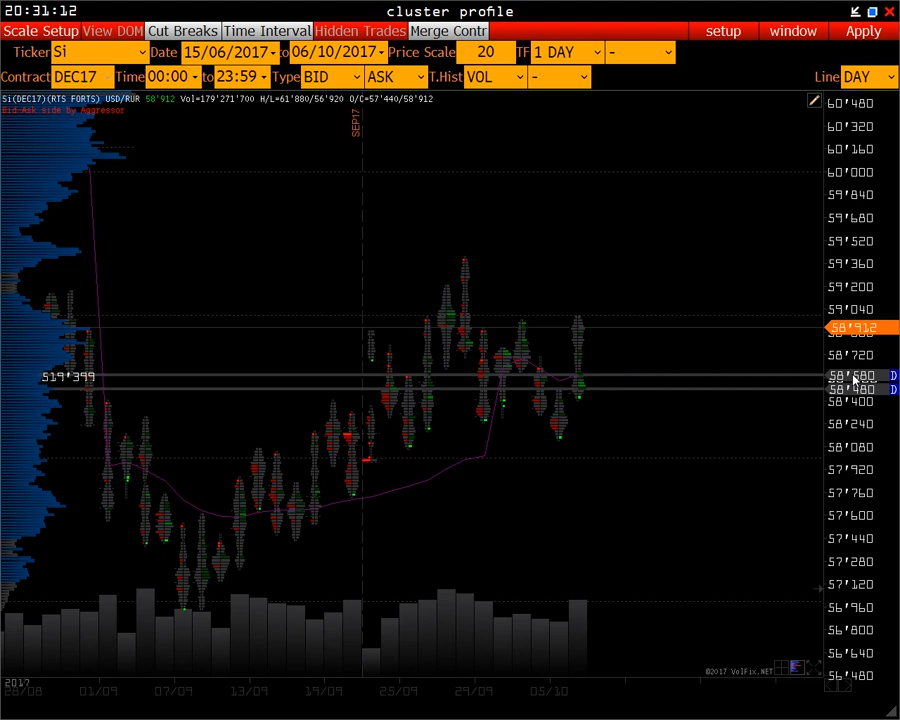 20:31:12 cluster profile
Scale Setup View DOM Cut Breaks Time Interval Hidden Trades Merge Contr setup window Apply
Ticker Si Date 15/06/2017 to 06/10/2017 Price Scale 20 TF 1 DAY -
Contract DEC17 Time 00:00 to 23:59 Type BID ASK T.Hist VOL - Line DAY
Si(DEC17)(RTS FORTS) USD/RUR 58'912 Vol=179'271'700 H/L=61'880/56'920 O/C=57'440/58'912
Bid-Ask side by Aggressor
SEP17
60'480
60'320
60'160
60'000
59'840
59'680
59'520
59'360
59'200
59'040
58'912
58'720
519'399 58'580 D
58'480 D
58'400
58'240
58'080
57'920
57'760
57'600
57'440
57'280
57'120
56'960
56'800
56'640
©2017 VolFix.NET
56'480
2017
28/08 01/09 07/09 13/09 19/09 25/09 29/09 05/10